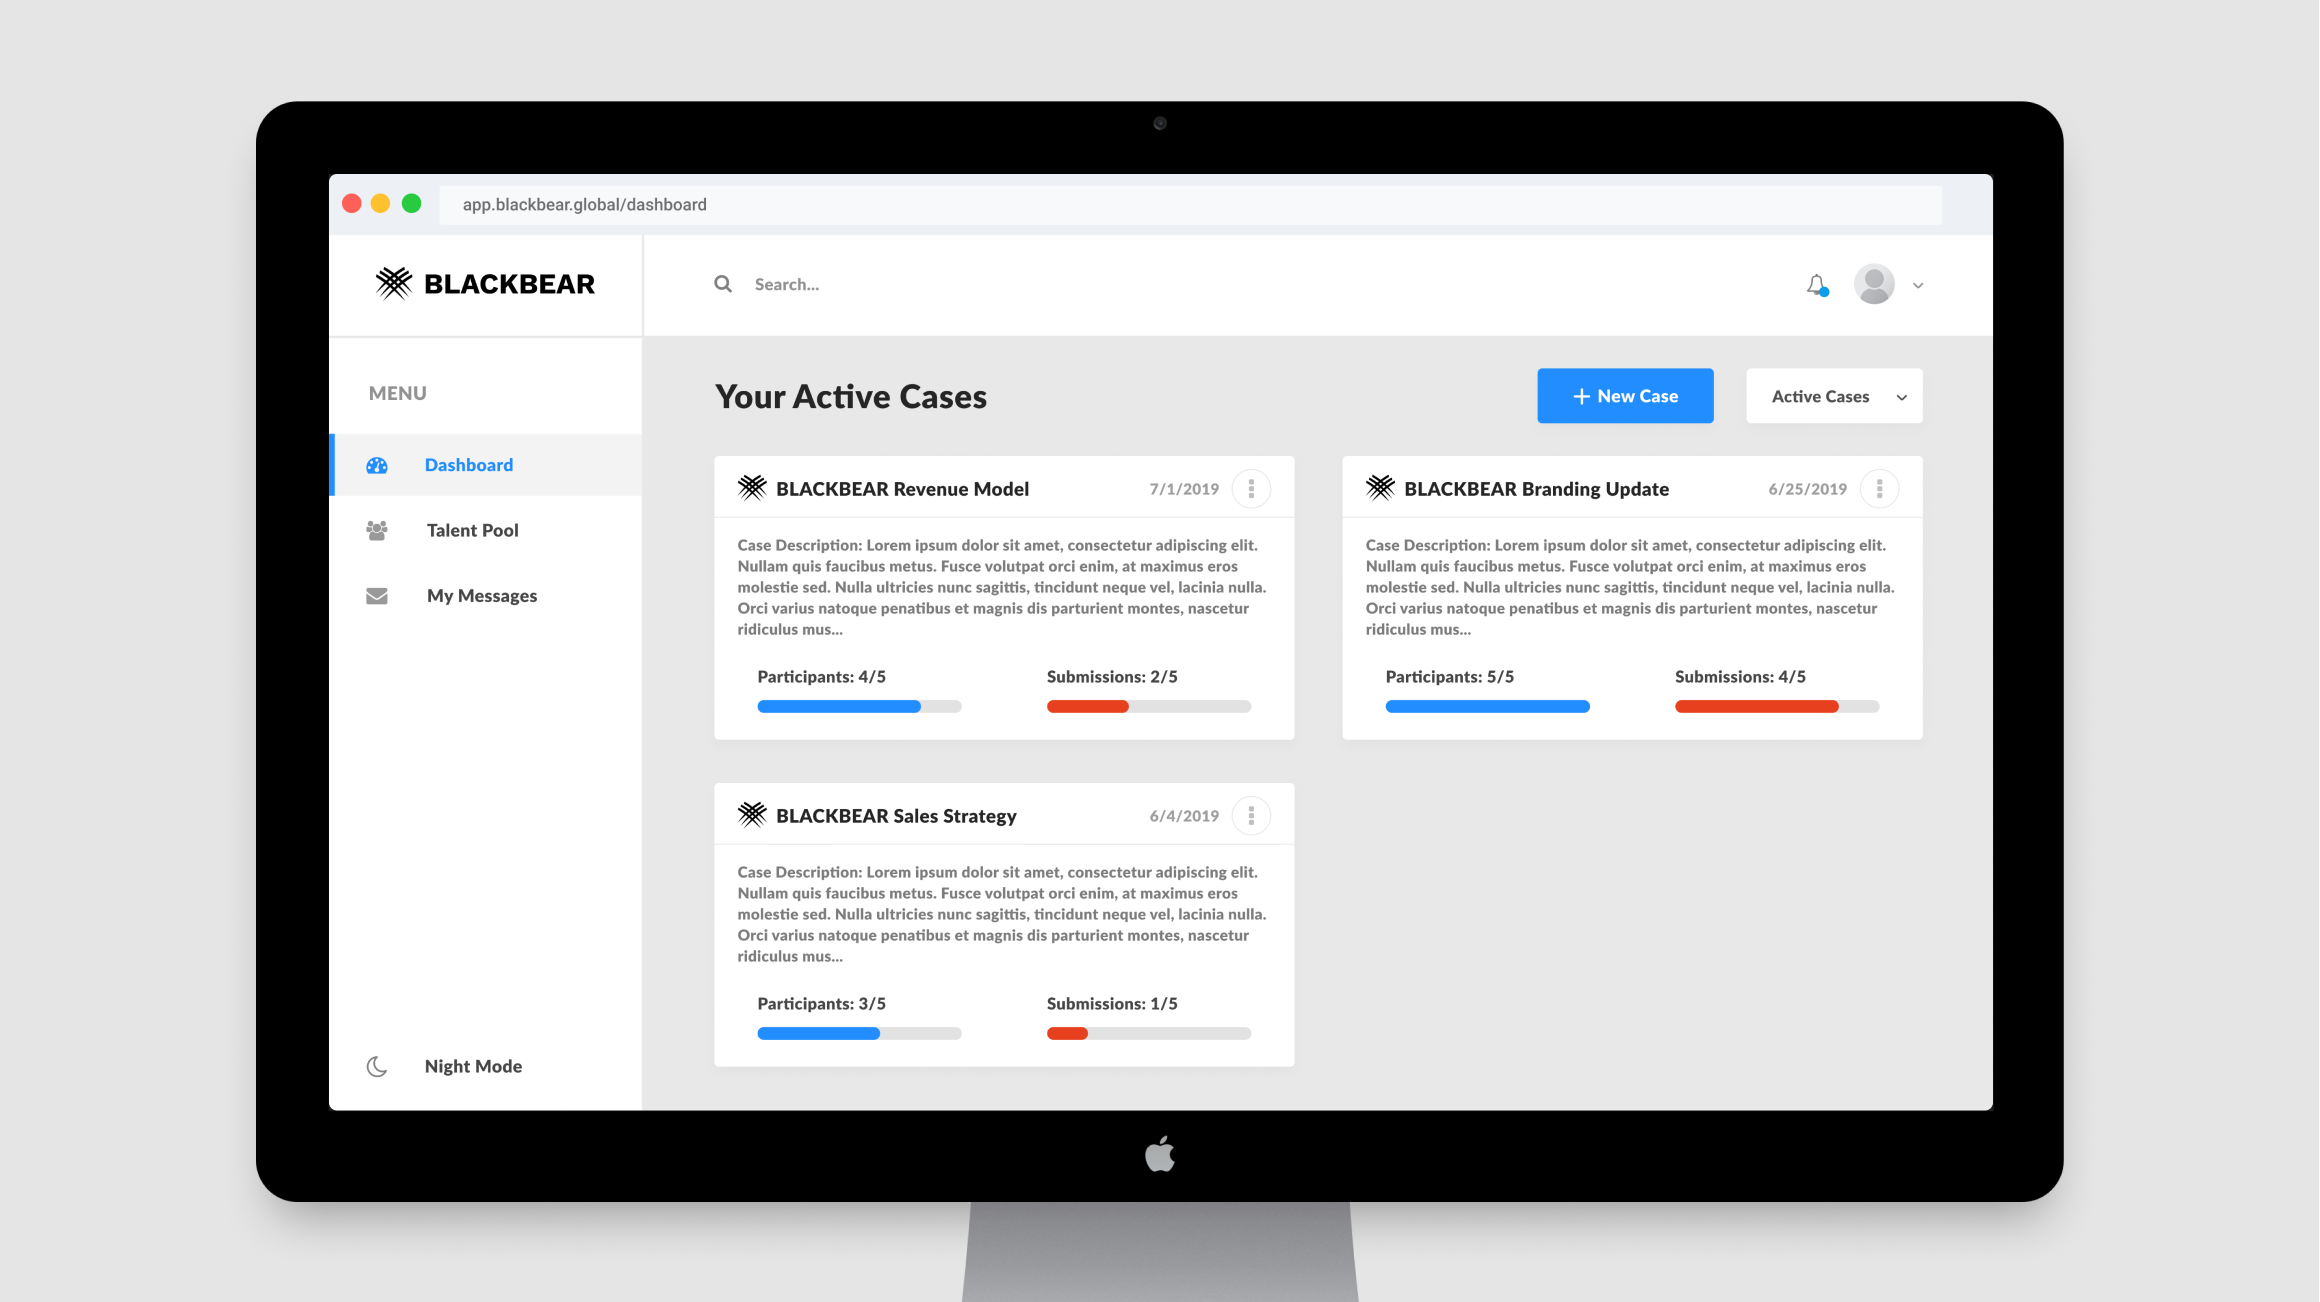 app.blackbear.global/dashboard
BLACKBEAR
Search...
MENU
Dashboard
Talent Pool
My Messages
Night Mode
Your Active Cases
+ New Case
Active Cases
BLACKBEAR Revenue Model
7/1/2019
Case Description: Lorem ipsum dolor sit amet, consectetur adipiscing elit.
Nullam quis faucibus metus. Fusce volutpat orci enim, at maximus eros
molestie sed. Nulla ultricies nunc sagittis, tincidunt neque vel, lacinia nulla.
Orci varius natoque penatibus et magnis dis parturient montes, nascetur
ridiculus mus...
Participants: 4/5
Submissions: 2/5
BLACKBEAR Branding Update
6/25/2019
Case Description: Lorem ipsum dolor sit amet, consectetur adipiscing elit.
Nullam quis faucibus metus. Fusce volutpat orci enim, at maximus eros
molestie sed. Nulla ultricies nunc sagittis, tincidunt neque vel, lacinia nulla.
Orci varius natoque penatibus et magnis dis parturient montes, nascetur
ridiculus mus...
Participants: 5/5
Submissions: 4/5
BLACKBEAR Sales Strategy
6/4/2019
Case Description: Lorem ipsum dolor sit amet, consectetur adipiscing elit.
Nullam quis faucibus metus. Fusce volutpat orci enim, at maximus eros
molestie sed. Nulla ultricies nunc sagittis, tincidunt neque vel, lacinia nulla.
Orci varius natoque penatibus et magnis dis parturient montes, nascetur
ridiculus mus...
Participants: 3/5
Submissions: 1/5